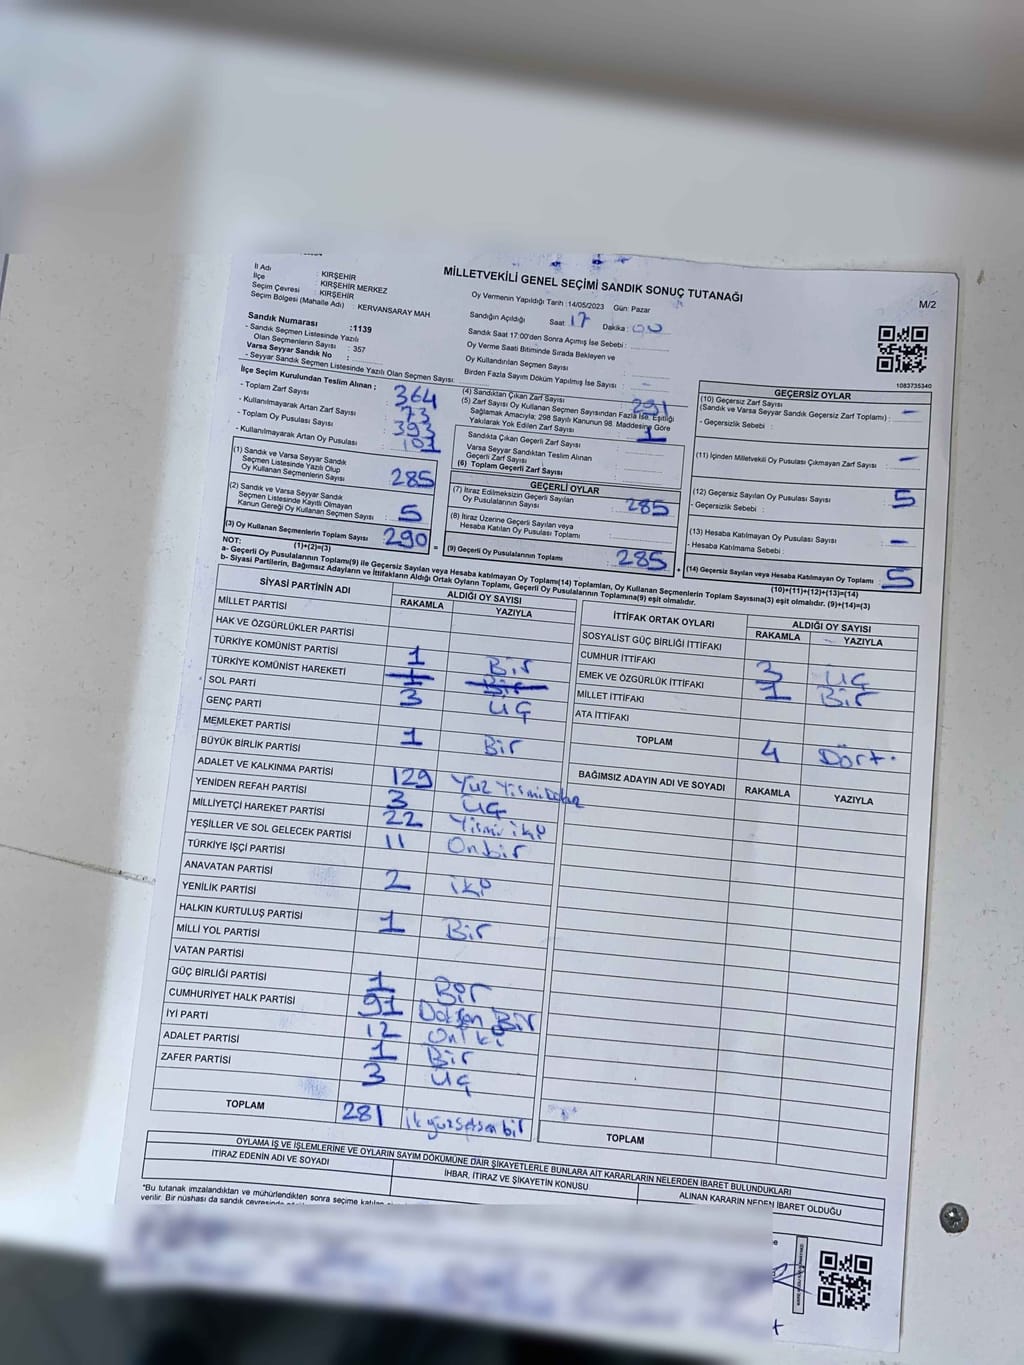 MİLLETVEKİLİ GENEL SEÇİMİ SANDIK SONUÇ TUTANAĞI
M/2
İl Adı : KIRŞEHİR
İlçe : KIRŞEHİR MERKEZ
Seçim Çevresi : KIRŞEHİR
Seçim Bölgesi (Mahalle Adı) : KERVANSARAY MAH
Sandık Numarası :1139
- Sandık Seçmen Listesinde Yazılı
Olan Seçmenlerin Sayısı : 357
Varsa Seyyar Sandık No :
- Seyyar Sandık Seçmen Listesinde Yazılı Olan Seçmen Sayısı:
Oy Vermenin Yapıldığı Tarih :14/05/2023 Gün: Pazar
Sandığın Açıldığı Saat 17 Dakika : 00
Sandık Saat 17:00'den Sonra Açımış İse Sebebi :
Oy Verme Saati Bitiminde Sırada Bekleyen ve
Oy Kullandırılan Seçmen Sayısı :
Birden Fazla Sayım Döküm Yapılmış İse Sayısı : -
1083735340
İlçe Seçim Kurulundan Teslim Alınan ;
- Toplam Zarf Sayısı : 364
- Kullanılmayarak Artan Zarf Sayısı : 73
- Toplam Oy Pusulası Sayısı : 393
- Kullanılmayarak Artan Oy Pusulası : 101
(1) Sandık ve Varsa Seyyar Sandık
Seçmen Listesinde Yazılı Olup
Oy Kullanan Seçmenlerin Sayısı : 285
(2) Sandık ve Varsa Seyyar Sandık
Seçmen Listesinde Kayıtlı Olmayan
Kanun Gereği Oy Kullanan Seçmen Sayısı : 5
(3) Oy Kullanan Seçmenlerin Toplam Sayısı : 290
(1)+(2)=(3)
(4) Sandıktan Çıkan Zarf Sayısı : 291
(5) Zarf Sayısı Oy Kullanan Seçmen Sayısından Fazla İse, Eşitliği
Sağlamak Amacıyla; 298 Sayılı Kanunun 98. Maddesine Göre
Yakılarak Yok Edilen Zarf Sayısı : 1
Sandıkta Çıkan Geçerli Zarf Sayısı :
Varsa Seyyar Sandıktan Teslim Alınan
Geçerli Zarf Sayısı :
(6) Toplam Geçerli Zarf Sayısı :
GEÇERLİ OYLAR
(7) İtiraz Edilmeksizin Geçerli Sayılan
Oy Pusulalarının Sayısı : 285
(8) İtiraz Üzerine Geçerli Sayılan veya
Hesaba Katılan Oy Pusulası Toplamı :
(9) Geçerli Oy Pusulalarının Toplamı : 285
GEÇERSİZ OYLAR
(10) Geçersiz Zarf Sayısı
(Sandık ve Varsa Seyyar Sandık Geçersiz Zarf Toplamı) : -
- Geçersizlik Sebebi :
(11) İçinden Milletvekili Oy Pusulası Çıkmayan Zarf Sayısı : -
(12) Geçersiz Sayılan Oy Pusulası Sayısı : 5
- Geçersizlik Sebebi :
(13) Hesaba Katılmayan Oy Pusulası Sayısı : -
- Hesaba Katılmama Sebebi :
(14) Geçersiz Sayılan veya Hesaba Katılmayan Oy Toplamı : 5
(10)+(11)+(12)+(13)=(14)
NOT:
a- Geçerli Oy Pusulalarının Toplamı(9) ile Geçersiz Sayılan veya Hesaba katılmayan Oy Toplamı(14) Toplamları, Oy Kullanan Seçmenlerin Toplam Sayısına(3) eşit olmalıdır. (9)+(14)=(3)
b- Siyasi Partilerin, Bağımsız Adayların ve İttifakların Aldığı Ortak Oyların Toplamı, Geçerli Oy Pusulalarının Toplamına(9) eşit olmalıdır.
SİYASİ PARTİNİN ADI ALDIĞI OY SAYISI
RAKAMLA YAZIYLA
MİLLET PARTİSİ
HAK VE ÖZGÜRLÜKLER PARTİSİ
TÜRKİYE KOMÜNİST PARTİSİ 1 Bir
TÜRKİYE KOMÜNİST HAREKETİ 1 Bir
SOL PARTİ 3 üç
GENÇ PARTİ
MEMLEKET PARTİSİ 1 Bir
BÜYÜK BİRLİK PARTİSİ
ADALET VE KALKINMA PARTİSİ 129 Yüz Yirmidokuz
YENİDEN REFAH PARTİSİ 3 üç
MİLLİYETÇİ HAREKET PARTİSİ 22 Yirmi iki
YEŞİLLER VE SOL GELECEK PARTİSİ 11 Onbir
TÜRKİYE İŞÇİ PARTİSİ
ANAVATAN PARTİSİ 2 iki
YENİLİK PARTİSİ
HALKIN KURTULUŞ PARTİSİ 1 Bir
MİLLİ YOL PARTİSİ
VATAN PARTİSİ
GÜÇ BİRLİĞİ PARTİSİ 1 Bir
CUMHURİYET HALK PARTİSİ 91 Doksan Bir
İYİ PARTİ 12 Oniki
ADALET PARTİSİ 1 Bir
ZAFER PARTİSİ 3 üç
TOPLAM 281 ikiyüzseksenbir
İTTİFAK ORTAK OYLARI ALDIĞI OY SAYISI
RAKAMLA YAZIYLA
SOSYALİST GÜÇ BİRLİĞİ İTTİFAKI
CUMHUR İTTİFAKI 3 üç
EMEK VE ÖZGÜRLÜK İTTİFAKI 1 Bir
MİLLET İTTİFAKI
ATA İTTİFAKI
TOPLAM 4 Dört.
BAĞIMSIZ ADAYIN ADI VE SOYADI RAKAMLA YAZIYLA
TOPLAM
OYLAMA İŞ VE İŞLEMLERİNE VE OYLARIN SAYIM DÖKÜMÜNE DAİR ŞİKAYETLERLE BUNLARA AİT KARARLARIN NELERDEN İBARET BULUNDUKLARI
İTİRAZ EDENİN ADI VE SOYADI İHBAR, İTİRAZ VE ŞİKAYETİN KONUSU ALINAN KARARIN NEDEN İBARET OLDUĞU
"Bu tutanak imzalandıktan ve mühürlendikten sonra seçime katılan
verilir. Bir nüshası da sandık çevresinde